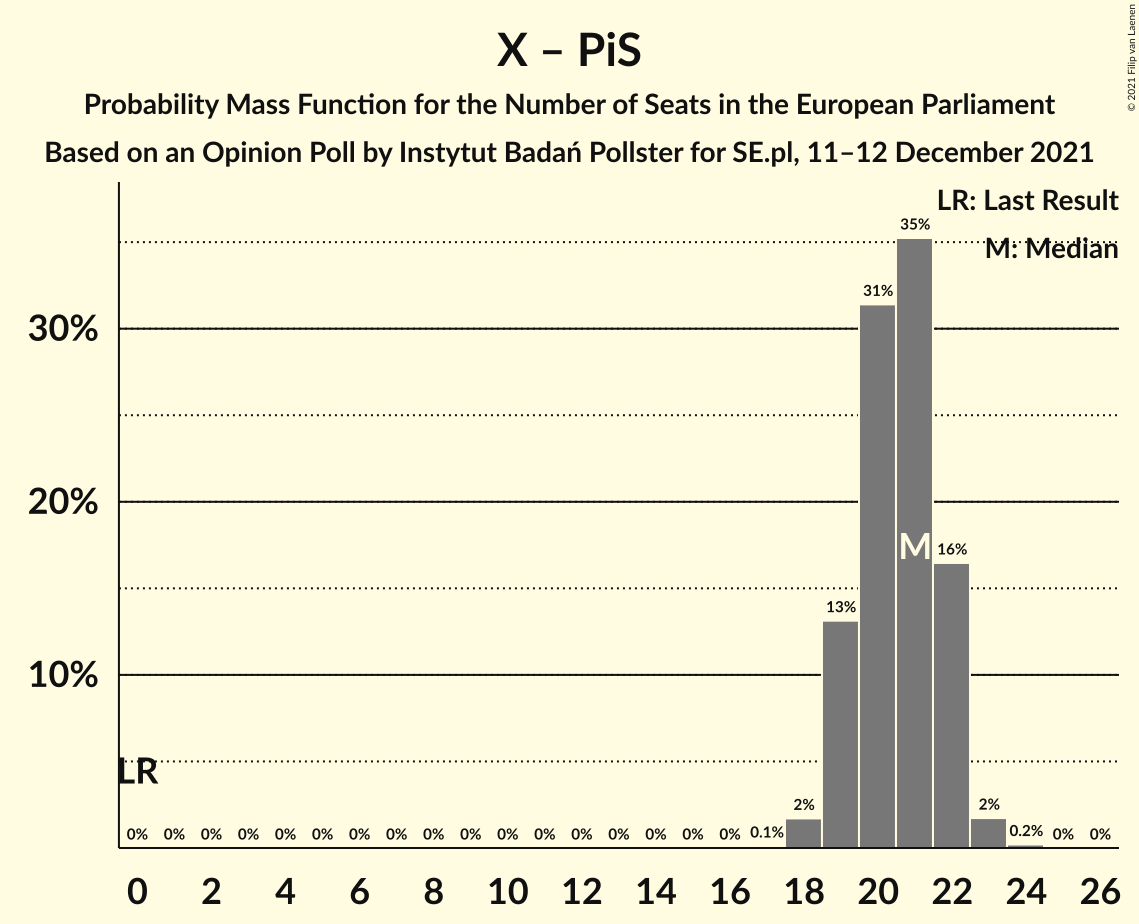 X – PiS
Probability Mass Function for the Number of Seats in the European Parliament
Based on an Opinion Poll by Instytut Badań Pollster for SE.pl, 11–12 December 2021
© 2021 Filip van Laenen
LR: Last Result
M: Median
30%
20%
10%
LR
M
0% 0% 0% 0% 0% 0% 0% 0% 0% 0% 0% 0% 0% 0% 0% 0% 0% 0.1% 2% 13% 31% 35% 16% 2% 0.2% 0% 0%
0 2 4 6 8 10 12 14 16 18 20 22 24 26